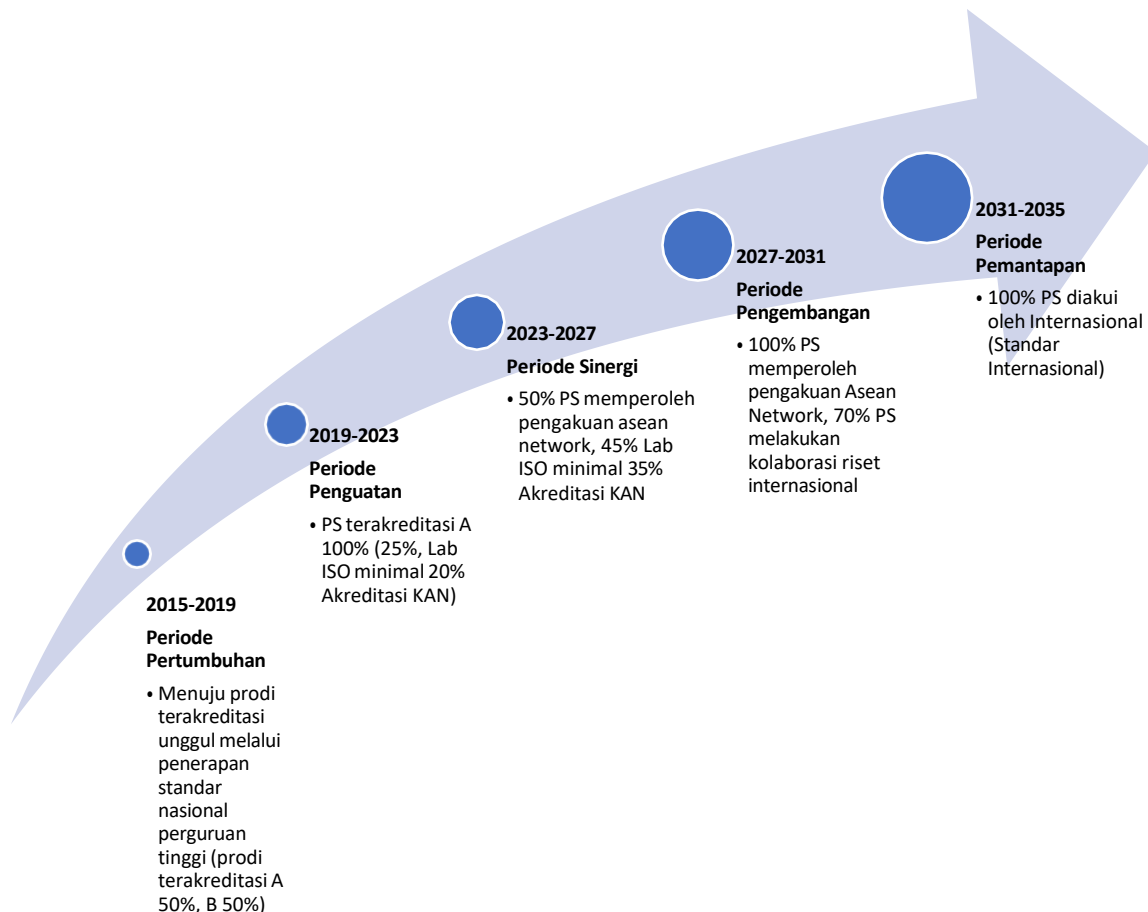 2015-2019
Periode
Pertumbuhan
• Menuju prodi
terakreditasi
unggul melalui
penerapan
standar
nasional
perguruan
tinggi (prodi
terakreditasi A
50%, B 50%)
2019-2023
Periode
Penguatan
• PS terakreditasi A
100% (25%, Lab
ISO minimal 20%
Akreditasi KAN)
2023-2027
Periode Sinergi
• 50% PS memperoleh
pengakuan asean
network, 45% Lab
ISO minimal 35%
Akreditasi KAN
2027-2031
Periode
Pengembangan
• 100% PS
memperoleh
pengakuan Asean
Network, 70% PS
melakukan
kolaborasi riset
internasional
2031-2035
Periode
Pemantapan
• 100% PS diakui
oleh Internasional
(Standar
Internasional)